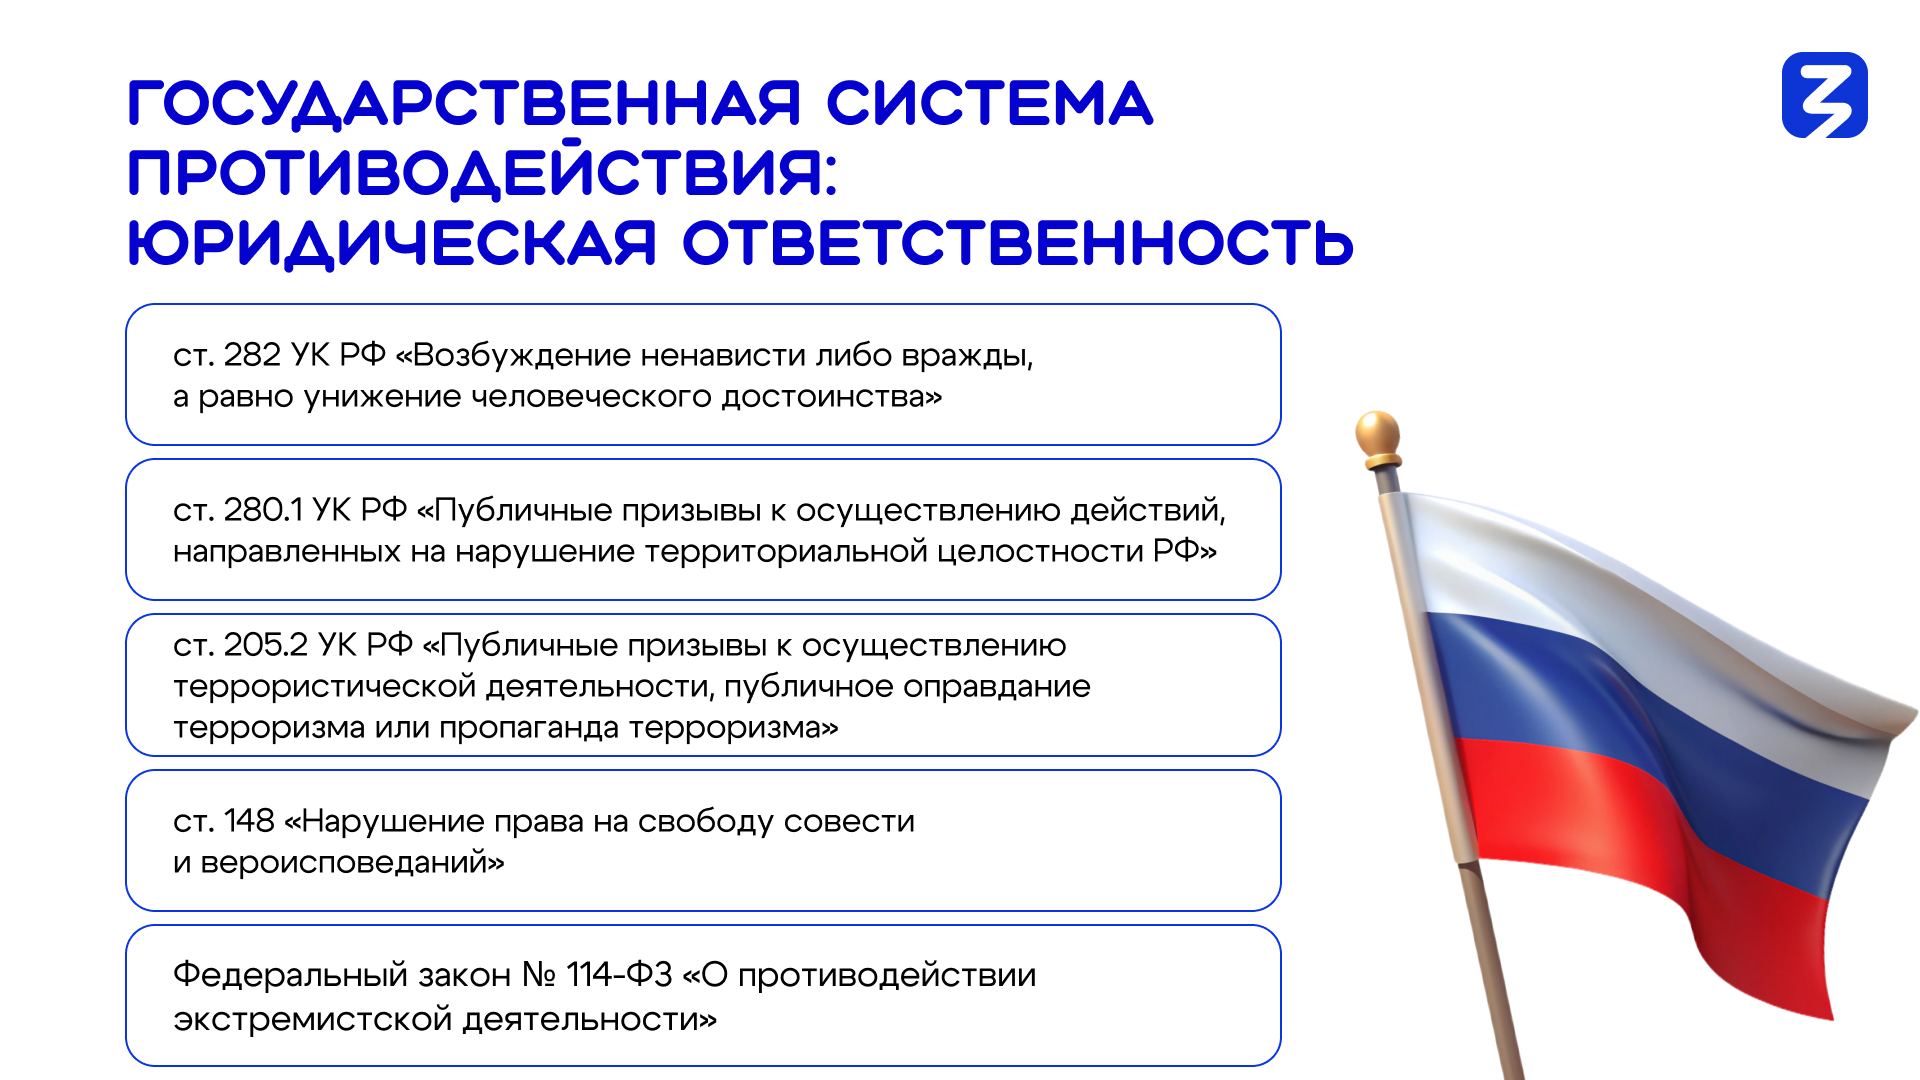 ГОСУДАРСТВЕННАЯ СИСТЕМА
ПРОТИВОДЕЙСТВИЯ:
ЮРИДИЧЕСКАЯ ОТВЕТСТВЕННОСТЬ
ст. 282 УК РФ «Возбуждение ненависти либо вражды,
а равно унижение человеческого достоинства»
ст. 280.1 УК РФ «Публичные призывы к осуществлению действий,
направленных на нарушение территориальной целостности РФ»
ст. 205.2 УК РФ «Публичные призывы к осуществлению
террористической деятельности, публичное оправдание
терроризма или пропаганда терроризма»
ст. 148 «Нарушение права на свободу совести
и вероисповеданий»
Федеральный закон № 114-ФЗ «О противодействии
экстремистской деятельности»